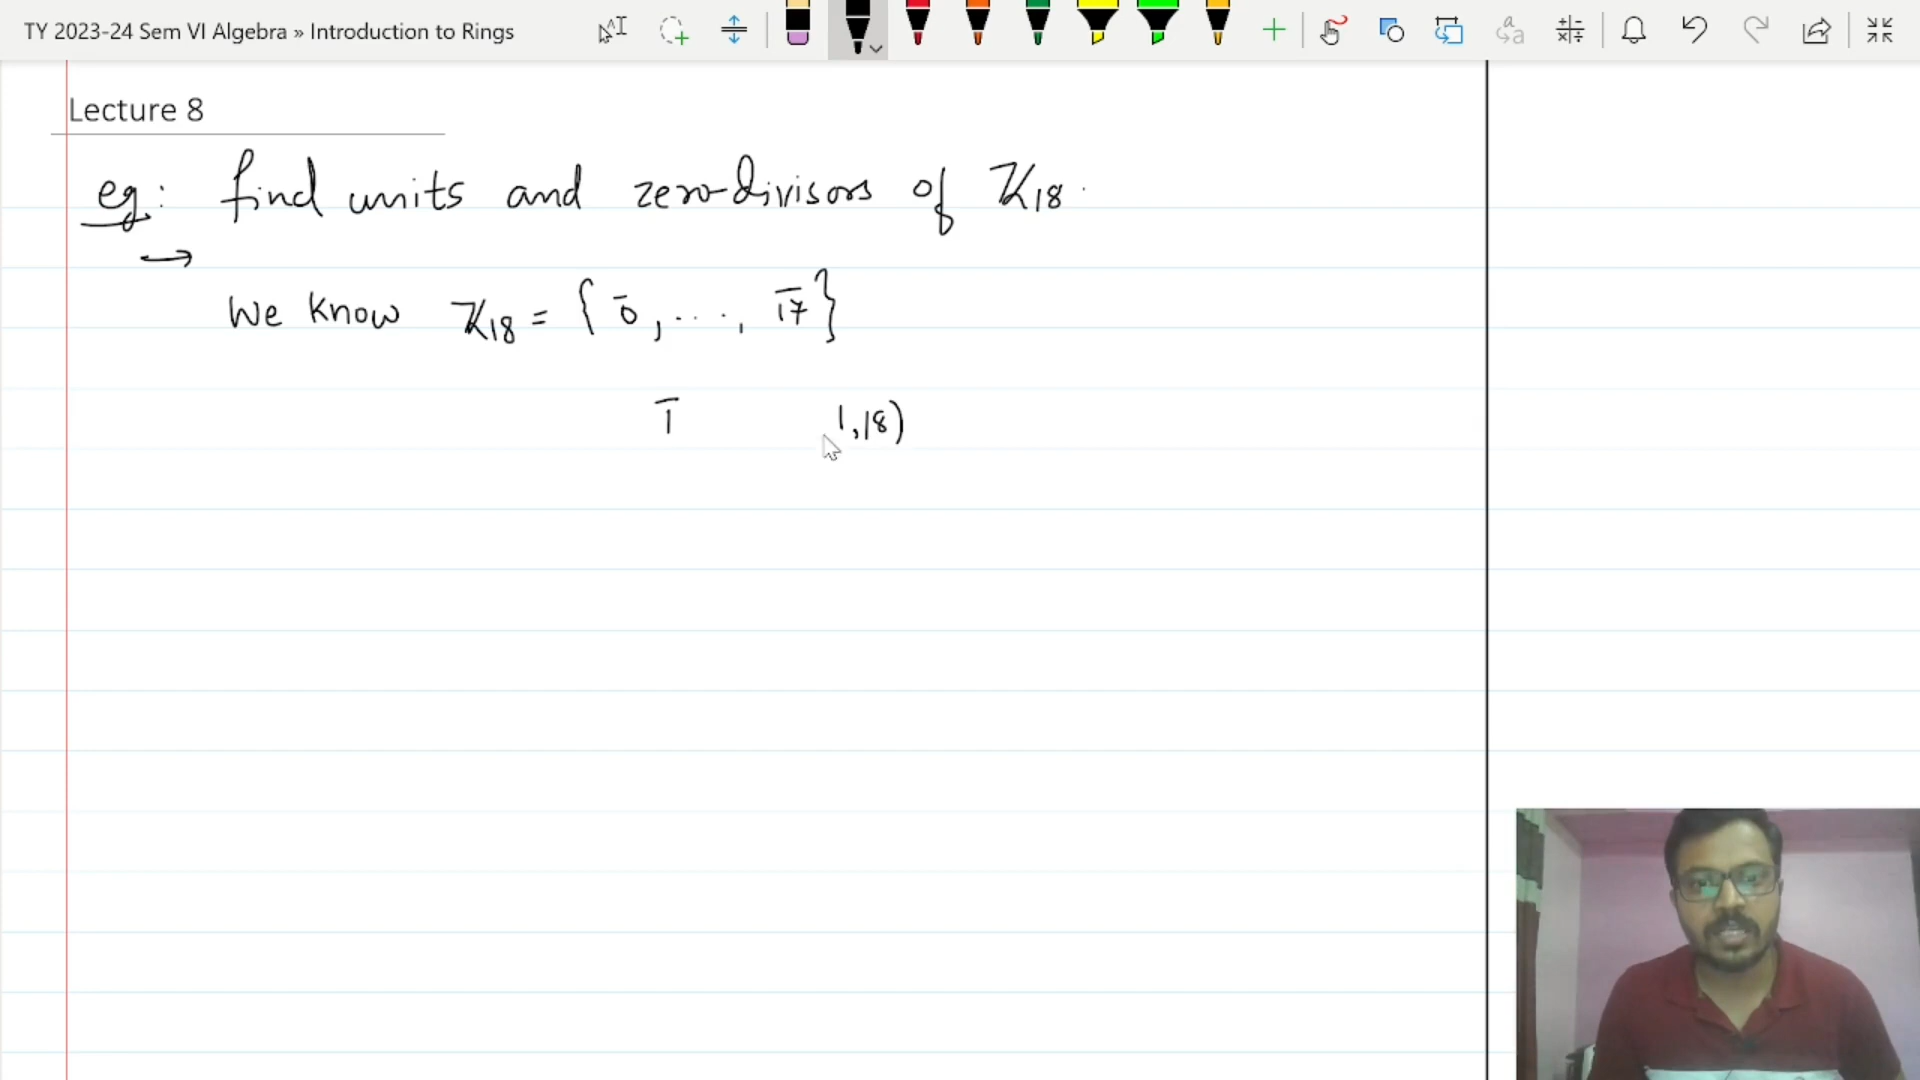 TY 2023-24 Sem VI Algebra » Introduction to Rings
Lecture 8
eg: find units and zero-divisors of ℤ₁₈.
→
We know ℤ₁₈ = { 0̄, ..., 1̄7̄ }
1̄ 1,18)